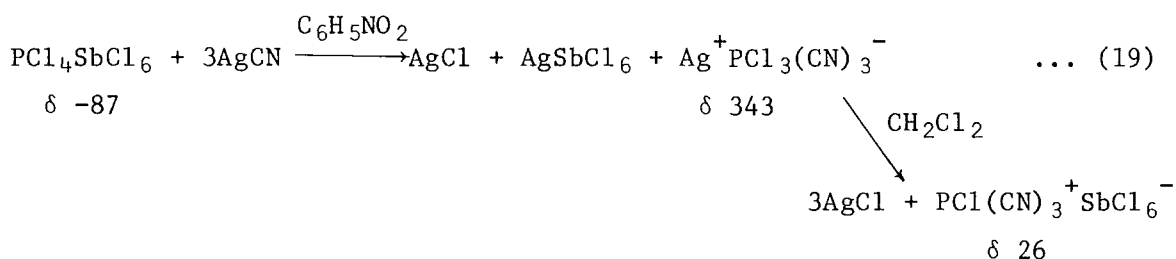 C₆H₅NO₂
PCl₄SbCl₆ + 3AgCN ⟶ AgCl + AgSbCl₆ + Ag⁺PCl₃(CN)₃⁻ ... (19)
δ -87 δ 343
CH₂Cl₂
3AgCl + PCl(CN)₃⁺SbCl₆⁻
δ 26